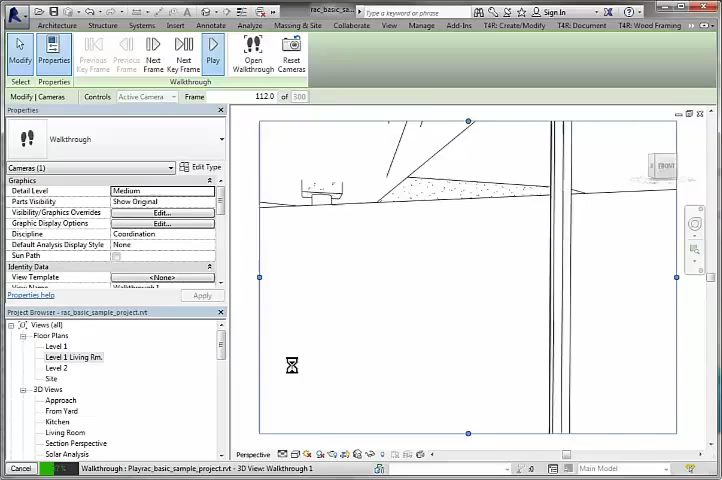 rac_basic_sa...
Type a keyword or phrase
Sign In
Architecture Structure Systems Insert Annotate Analyze Massing & Site Collaborate View Manage Add-Ins T4R: Create/Modify T4R: Document T4R: Wood Framing
Modify Properties Previous Key Frame Previous Frame Next Frame Next Key Frame Play Open Walkthrough Reset Cameras
Select Properties Walkthrough
Modify | Cameras Controls Active Camera Frame 112.0 of 300
Properties
Walkthrough
Cameras (1) Edit Type
Graphics
Detail Level Medium
Parts Visibility Show Original
Visibility/Graphics Overrides Edit...
Graphic Display Options Edit...
Discipline Coordination
Default Analysis Display Style None
Sun Path
Identity Data
View Template <None>
View Name Walkthrough 1
Properties help Apply
Project Browser - rac_basic_sample_project.rvt
Views (all)
Floor Plans
Level 1
Level 1 Living Rm.
Level 2
Site
3D Views
Approach
From Yard
Kitchen
Living Room
Section Perspective
Solar Analysis
FRONT
Perspective
Cancel Walkthrough : Playrac_basic_sample_project.rvt - 3D View: Walkthrough 1 :0 Main Model